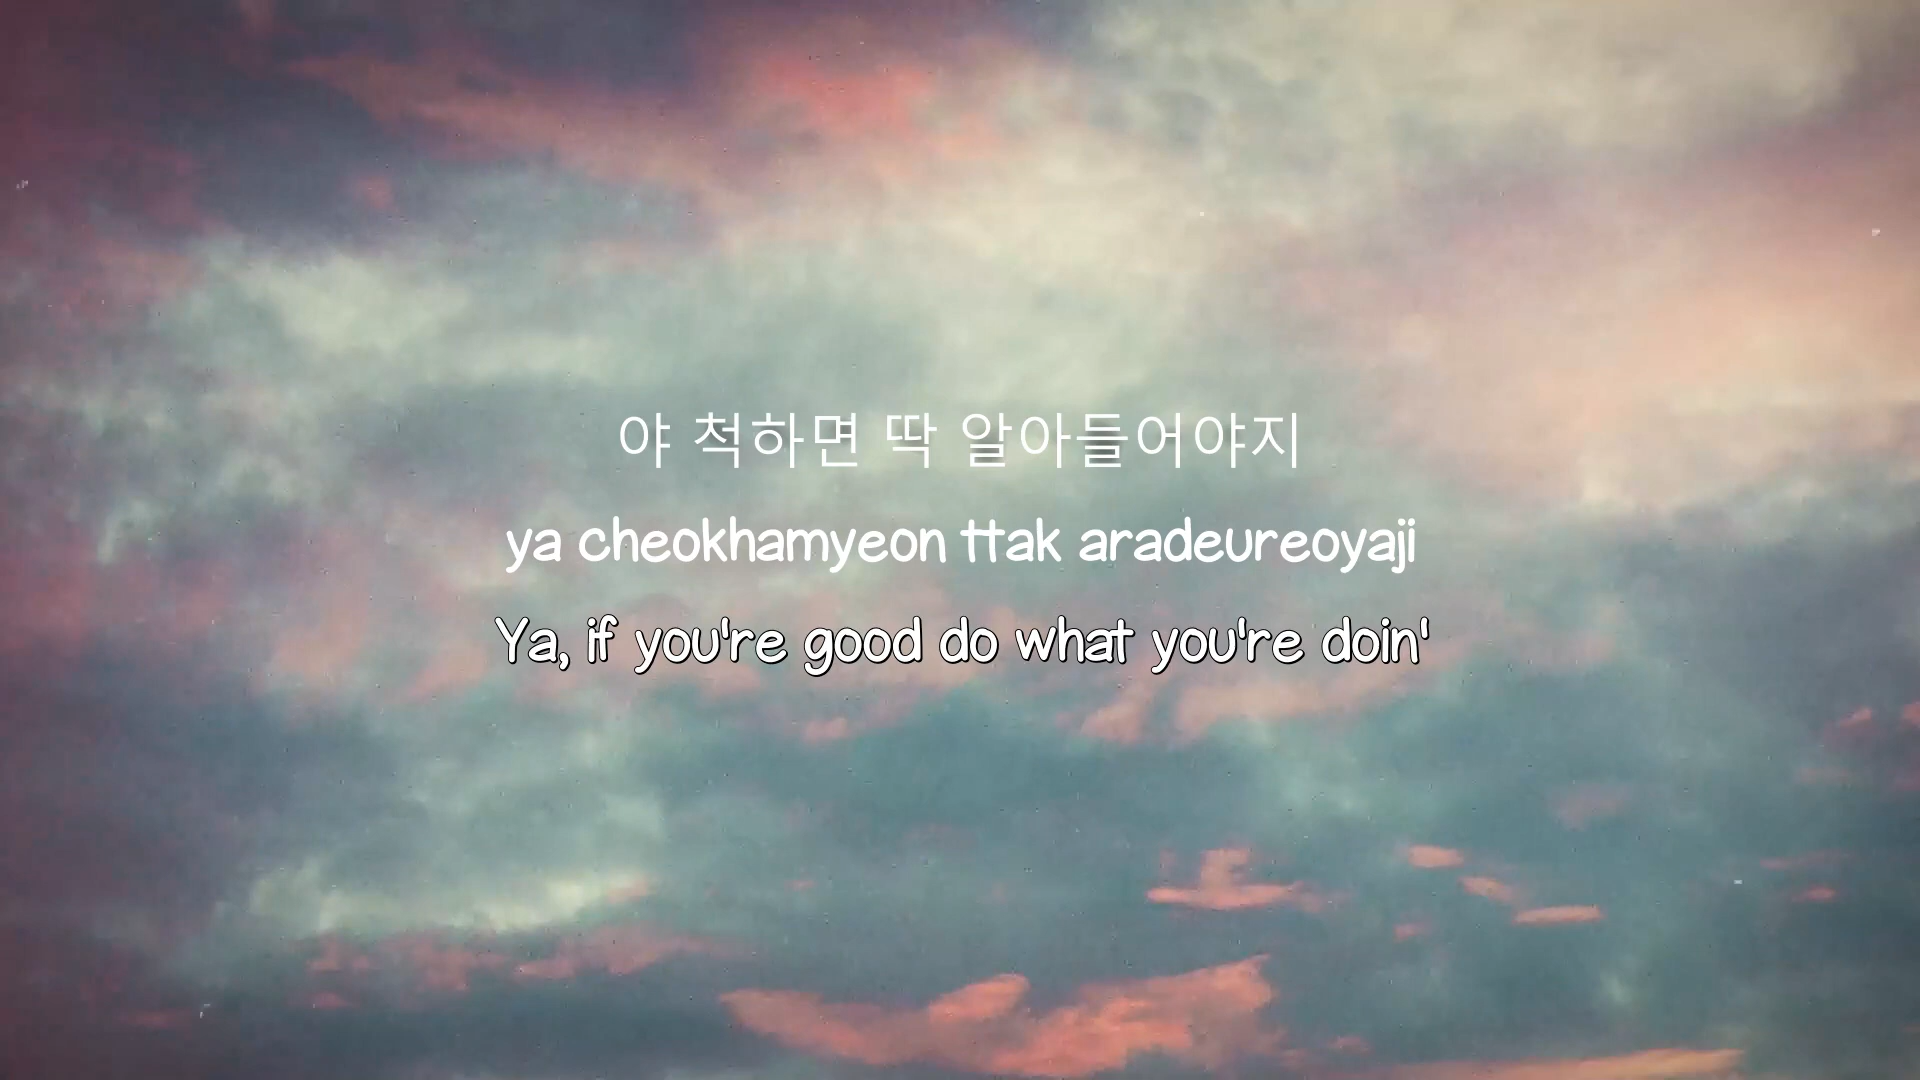 야 척하면 딱 알아들어야지
ya cheokhamyeon ttak aradeureoyaji
Ya, if you're good do what you're doin'